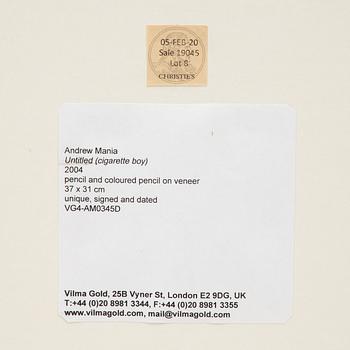 05-FEB-20
Sale 19045
Lot 8
CHRISTIE'S
Andrew Mania
Untitled (cigarette boy)
2004
pencil and coloured pencil on veneer
37 x 31 cm
unique, signed and dated
VG4-AM0345D
Vilma Gold, 25B Vyner St, London E2 9DG, UK
T:+44 (0)20 8981 3344, F:+44 (0)20 8981 3355
www.vilmagold.com, mail@vilmagold.com